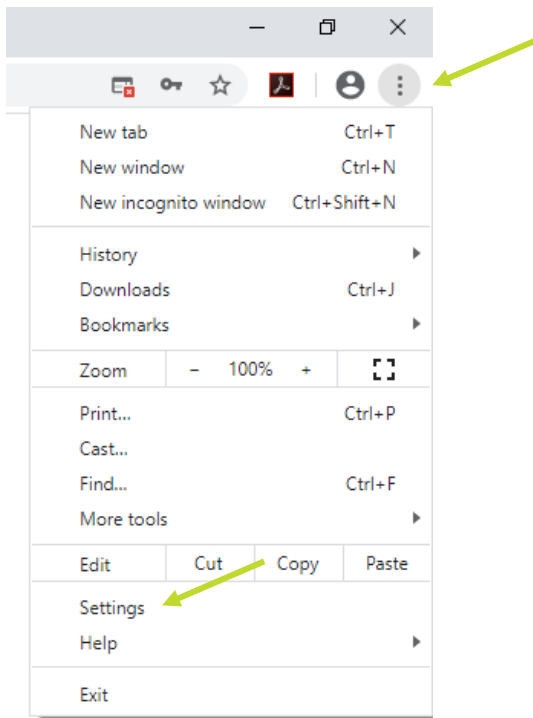 New tab Ctrl+T
New window Ctrl+N
New incognito window Ctrl+Shift+N
History
Downloads Ctrl+J
Bookmarks
Zoom - 100% +
Print... Ctrl+P
Cast...
Find... Ctrl+F
More tools
Edit Cut Copy Paste
Settings
Help
Exit